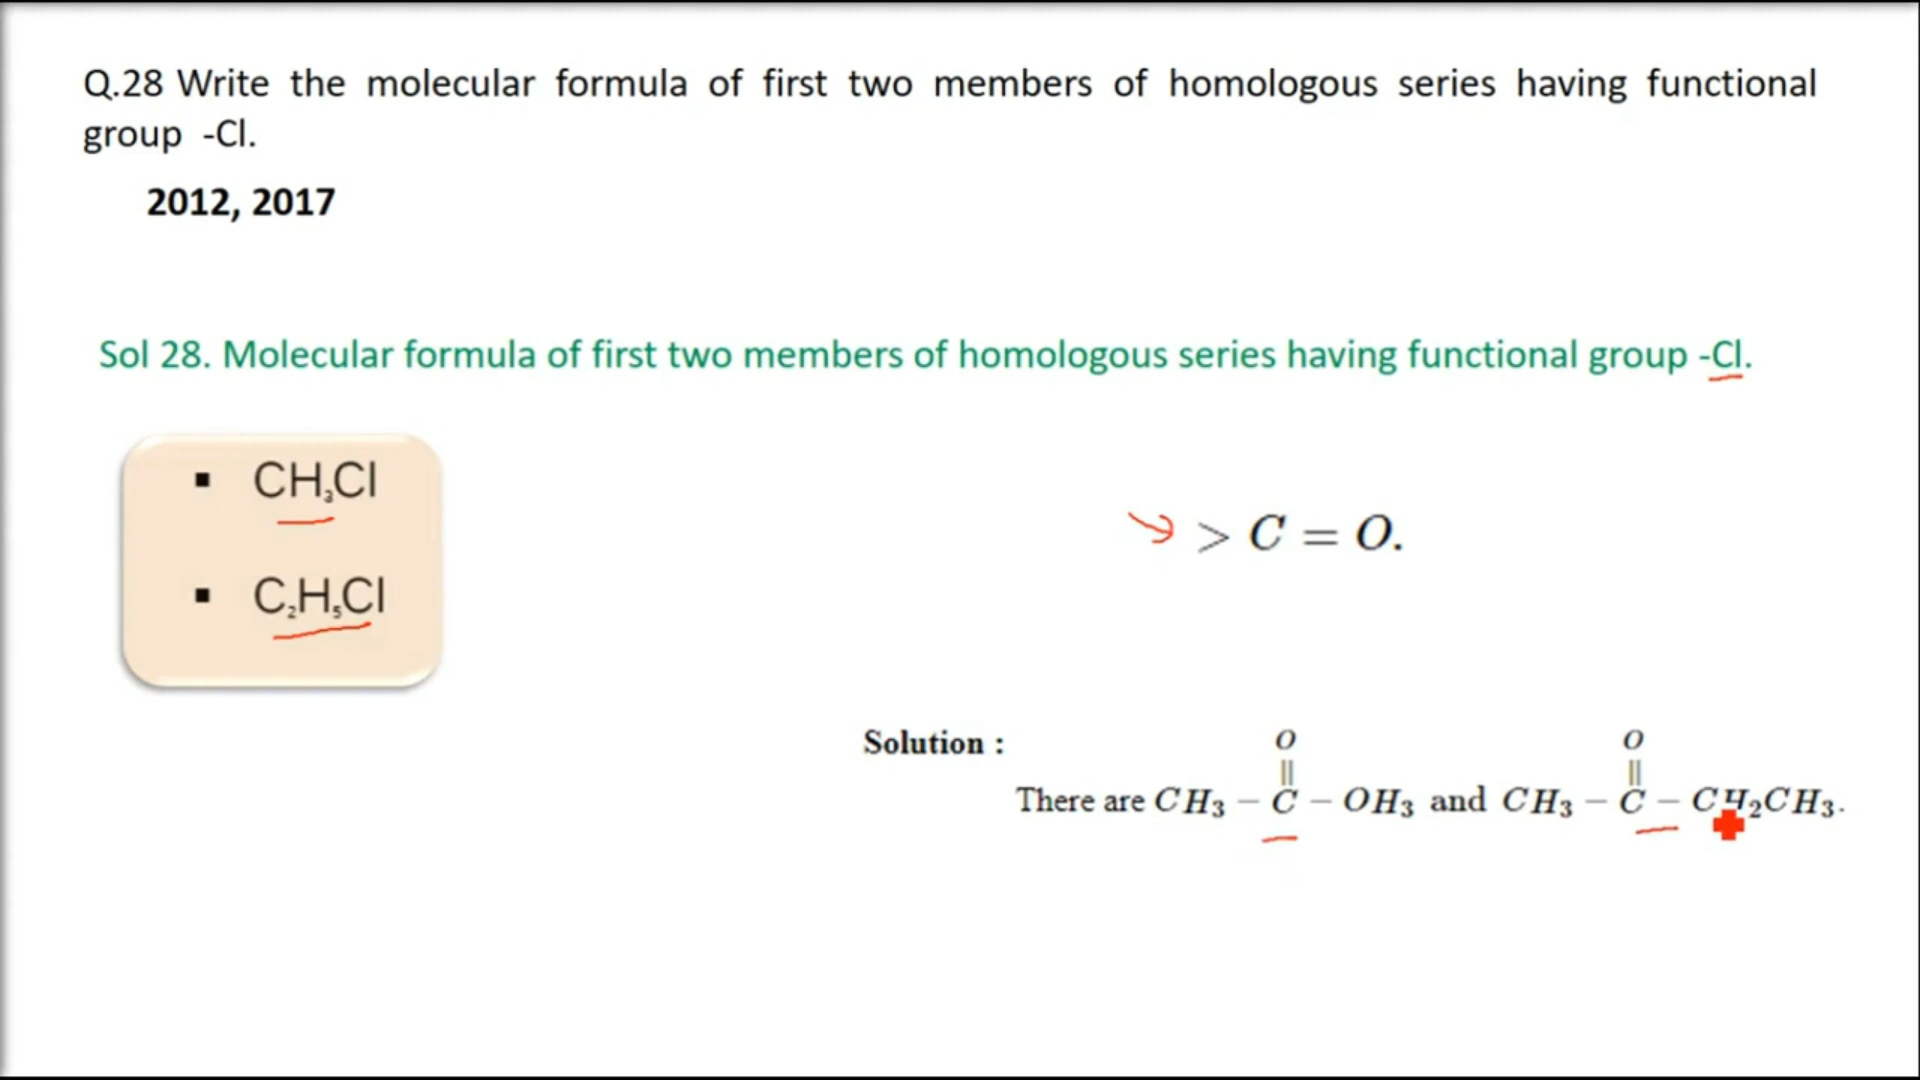 Q.28 Write the molecular formula of first two members of homologous series having functional
group -Cl.
2012, 2017
Sol 28. Molecular formula of first two members of homologous series having functional group -Cl.
▪ CH₃Cl
▪ C₂H₅Cl
> C = O.
Solution :
O O
|| ||
There are CH₃ – C – OH₃ and CH₃ – C – CH₂CH₃.